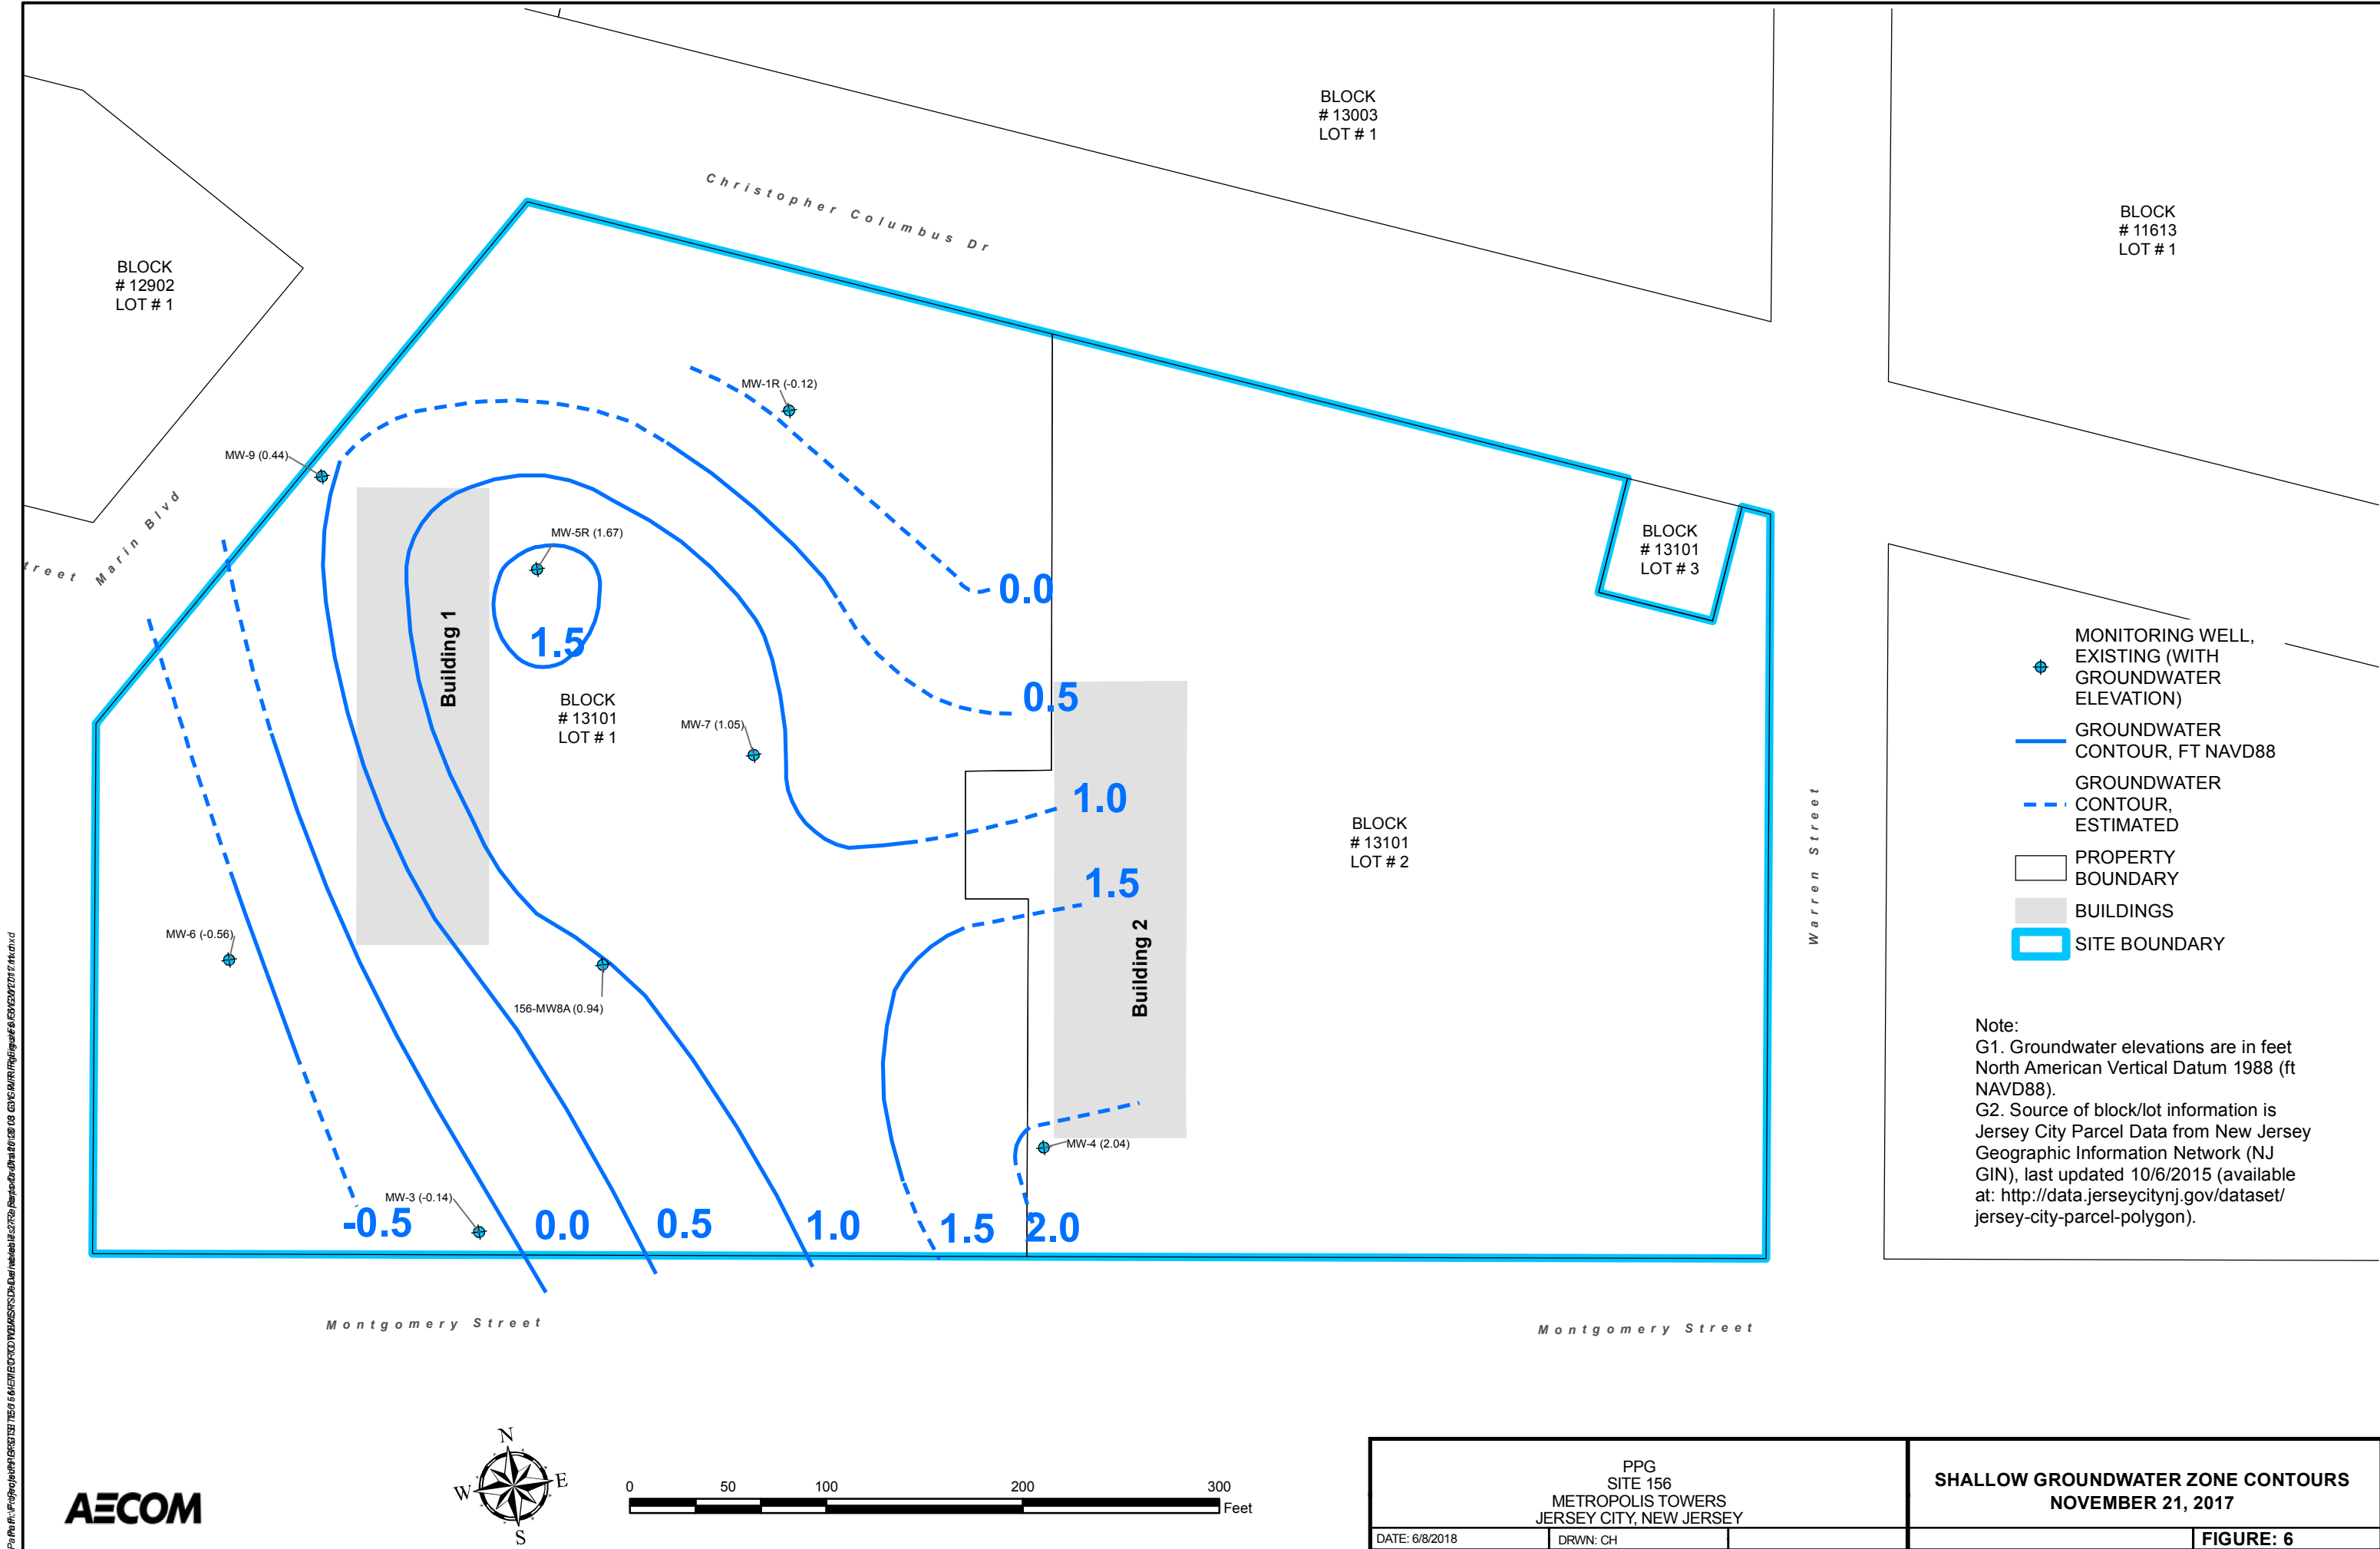 BLOCK
# 13003
LOT # 1
Christopher Columbus Dr
BLOCK
# 11613
LOT # 1
BLOCK
# 12902
LOT # 1
MW-1R (-0.12)
MW-9 (0.44)
Marin Blvd
treet
MW-5R (1.67)
1.5
Building 1
BLOCK
# 13101
LOT # 1
MW-7 (1.05)
0.0
0.5
1.0
1.5
BLOCK
# 13101
LOT # 3
BLOCK
# 13101
LOT # 2
Building 2
Warren Street
MW-6 (-0.56)
156-MW8A (0.94)
MW-4 (2.04)
MW-3 (-0.14)
-0.5
0.0
0.5
1.0
1.5
2.0
Montgomery Street
Montgomery Street
MONITORING WELL,
EXISTING (WITH
GROUNDWATER
ELEVATION)
GROUNDWATER
CONTOUR, FT NAVD88
GROUNDWATER
CONTOUR,
ESTIMATED
PROPERTY
BOUNDARY
BUILDINGS
SITE BOUNDARY
Note:
G1. Groundwater elevations are in feet
North American Vertical Datum 1988 (ft
NAVD88).
G2. Source of block/lot information is
Jersey City Parcel Data from New Jersey
Geographic Information Network (NJ
GIN), last updated 10/6/2015 (available
at: http://data.jerseycitynj.gov/dataset/
jersey-city-parcel-polygon).
AECOM
N
W
E
S
0 50 100 200 300
Feet
PPG
SITE 156
METROPOLIS TOWERS
JERSEY CITY, NEW JERSEY
DATE: 6/8/2018
DRWN: CH
SHALLOW GROUNDWATER ZONE CONTOURS
NOVEMBER 21, 2017
FIGURE: 6